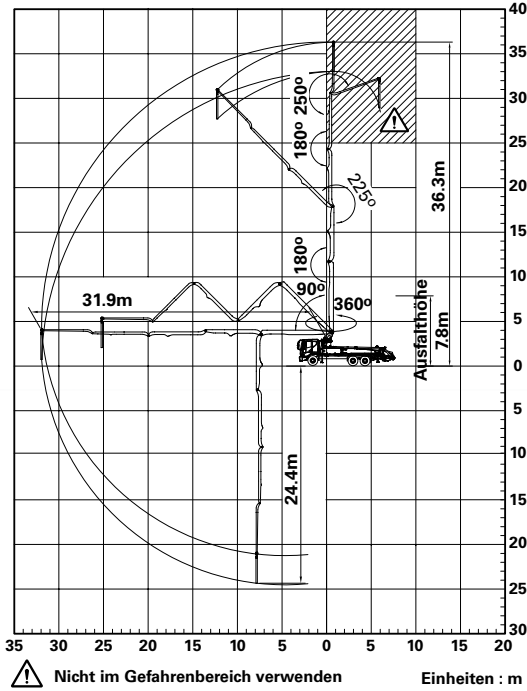 40
35
30
25
20
15
10
5
0
5
10
15
20
25
30
250º
180º
225º
36.3m
180º
31.9m
90º
360º
Ausfalthöhe
7.8m
24.4m
35 30 25 20 15 10 5 0 5 10 15 20
Nicht im Gefahrenbereich verwenden
Einheiten : m